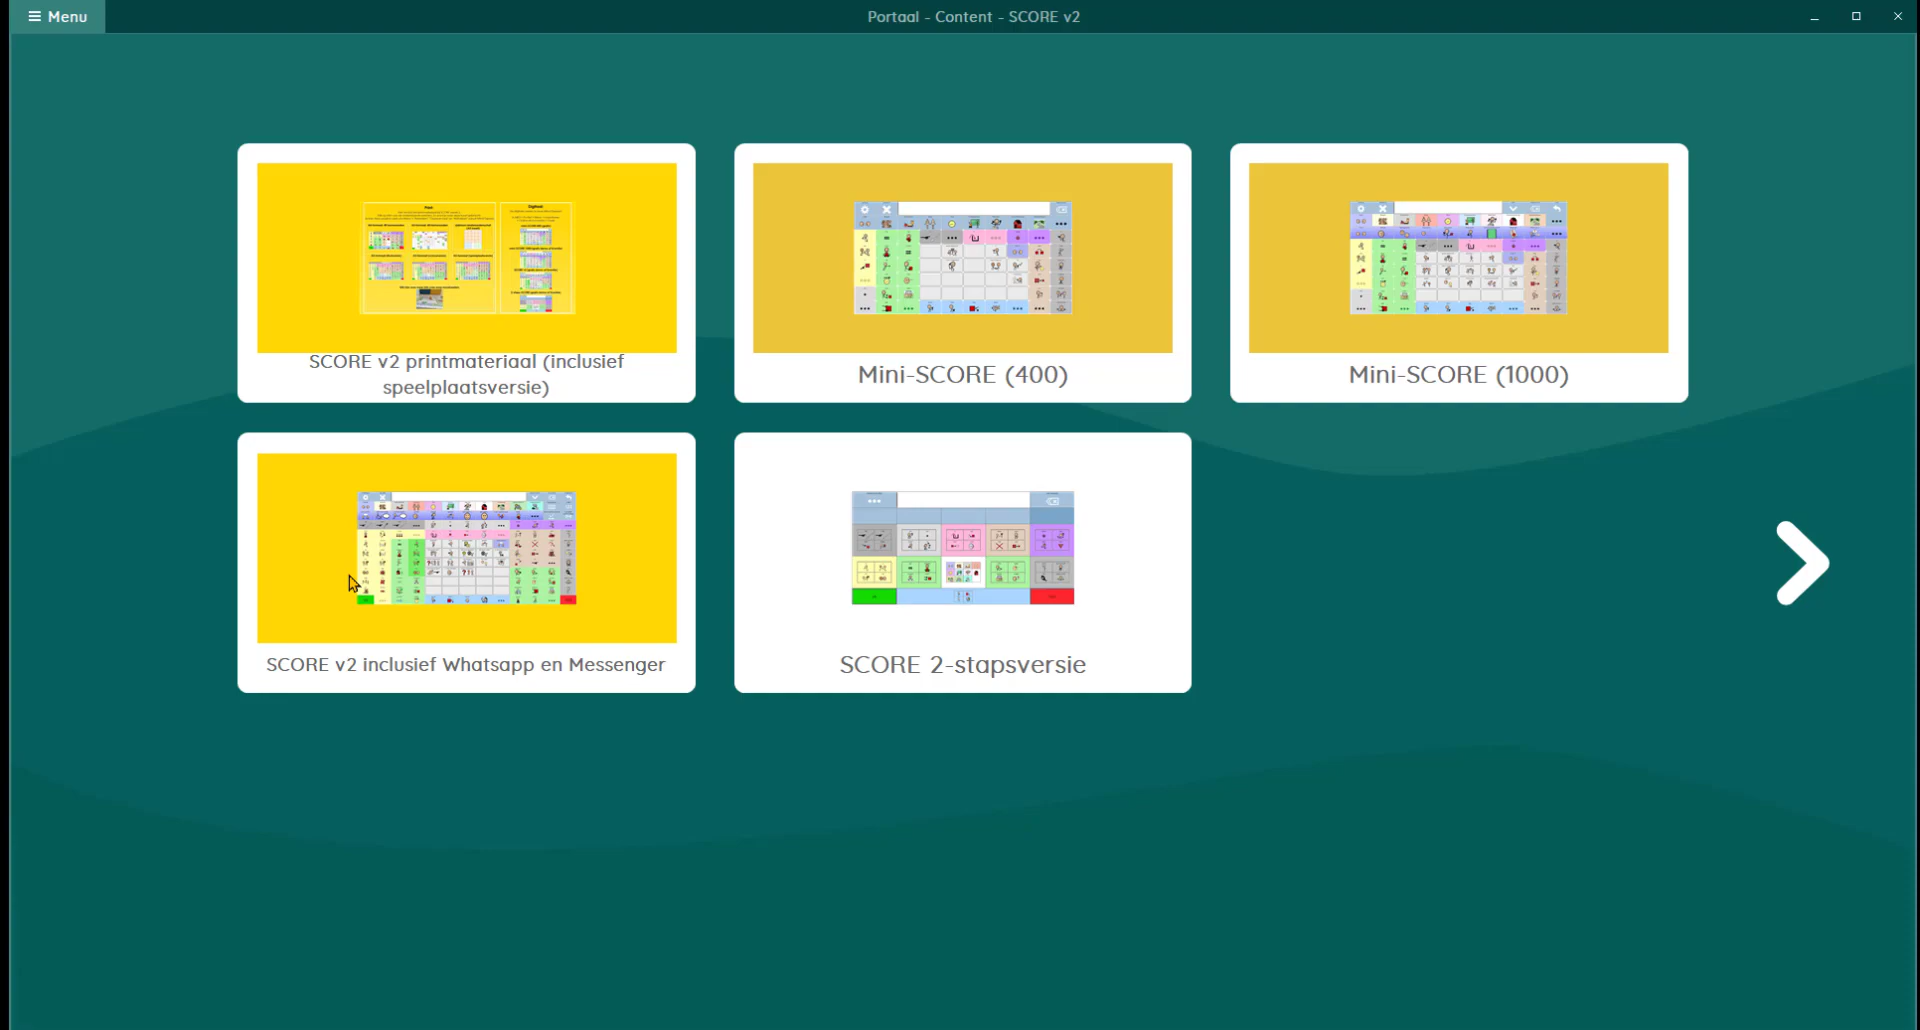 Menu
Portaal - Content - SCORE v2
SCORE v2 printmateriaal (inclusief
speelplaatsversie)
Mini-SCORE (400)
Mini-SCORE (1000)
SCORE v2 inclusief Whatsapp en Messenger
SCORE 2-stapsversie